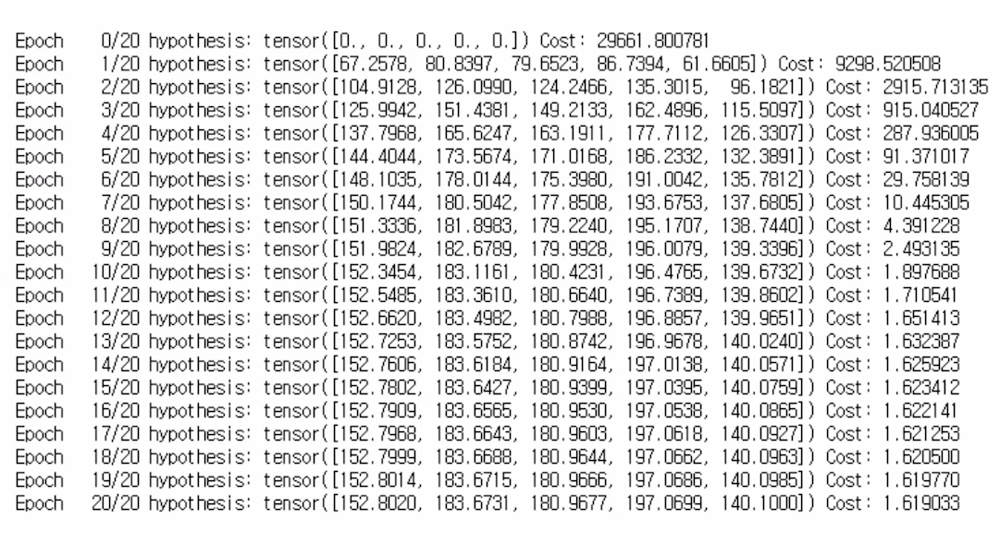 Epoch    0/20 hypothesis: tensor([0., 0., 0., 0., 0.]) Cost: 29661.800781
Epoch    1/20 hypothesis: tensor([67.2578, 80.8397, 79.6523, 86.7394, 61.6605]) Cost: 9298.520508
Epoch    2/20 hypothesis: tensor([104.9128, 126.0990, 124.2466, 135.3015,  96.1821]) Cost: 2915.713135
Epoch    3/20 hypothesis: tensor([125.9942, 151.4381, 149.2133, 162.4896, 115.5097]) Cost: 915.040527
Epoch    4/20 hypothesis: tensor([137.7968, 165.6247, 163.1911, 177.7112, 126.3307]) Cost: 287.936005
Epoch    5/20 hypothesis: tensor([144.4044, 173.5674, 171.0168, 186.2332, 132.3891]) Cost: 91.371017
Epoch    6/20 hypothesis: tensor([148.1035, 178.0144, 175.3980, 191.0042, 135.7812]) Cost: 29.758139
Epoch    7/20 hypothesis: tensor([150.1744, 180.5042, 177.8508, 193.6753, 137.6805]) Cost: 10.445305
Epoch    8/20 hypothesis: tensor([151.3336, 181.8983, 179.2240, 195.1707, 138.7440]) Cost: 4.391228
Epoch    9/20 hypothesis: tensor([151.9824, 182.6789, 179.9928, 196.0079, 139.3396]) Cost: 2.493135
Epoch   10/20 hypothesis: tensor([152.3454, 183.1161, 180.4231, 196.4765, 139.6732]) Cost: 1.897688
Epoch   11/20 hypothesis: tensor([152.5485, 183.3610, 180.6640, 196.7389, 139.8602]) Cost: 1.710541
Epoch   12/20 hypothesis: tensor([152.6620, 183.4982, 180.7988, 196.8857, 139.9651]) Cost: 1.651413
Epoch   13/20 hypothesis: tensor([152.7253, 183.5752, 180.8742, 196.9678, 140.0240]) Cost: 1.632387
Epoch   14/20 hypothesis: tensor([152.7606, 183.6184, 180.9164, 197.0138, 140.0571]) Cost: 1.625923
Epoch   15/20 hypothesis: tensor([152.7802, 183.6427, 180.9399, 197.0395, 140.0759]) Cost: 1.623412
Epoch   16/20 hypothesis: tensor([152.7909, 183.6565, 180.9530, 197.0538, 140.0865]) Cost: 1.622141
Epoch   17/20 hypothesis: tensor([152.7968, 183.6643, 180.9603, 197.0618, 140.0927]) Cost: 1.621253
Epoch   18/20 hypothesis: tensor([152.7999, 183.6688, 180.9644, 197.0662, 140.0963]) Cost: 1.620500
Epoch   19/20 hypothesis: tensor([152.8014, 183.6715, 180.9666, 197.0686, 140.0985]) Cost: 1.619770
Epoch   20/20 hypothesis: tensor([152.8020, 183.6731, 180.9677, 197.0699, 140.1000]) Cost: 1.619033